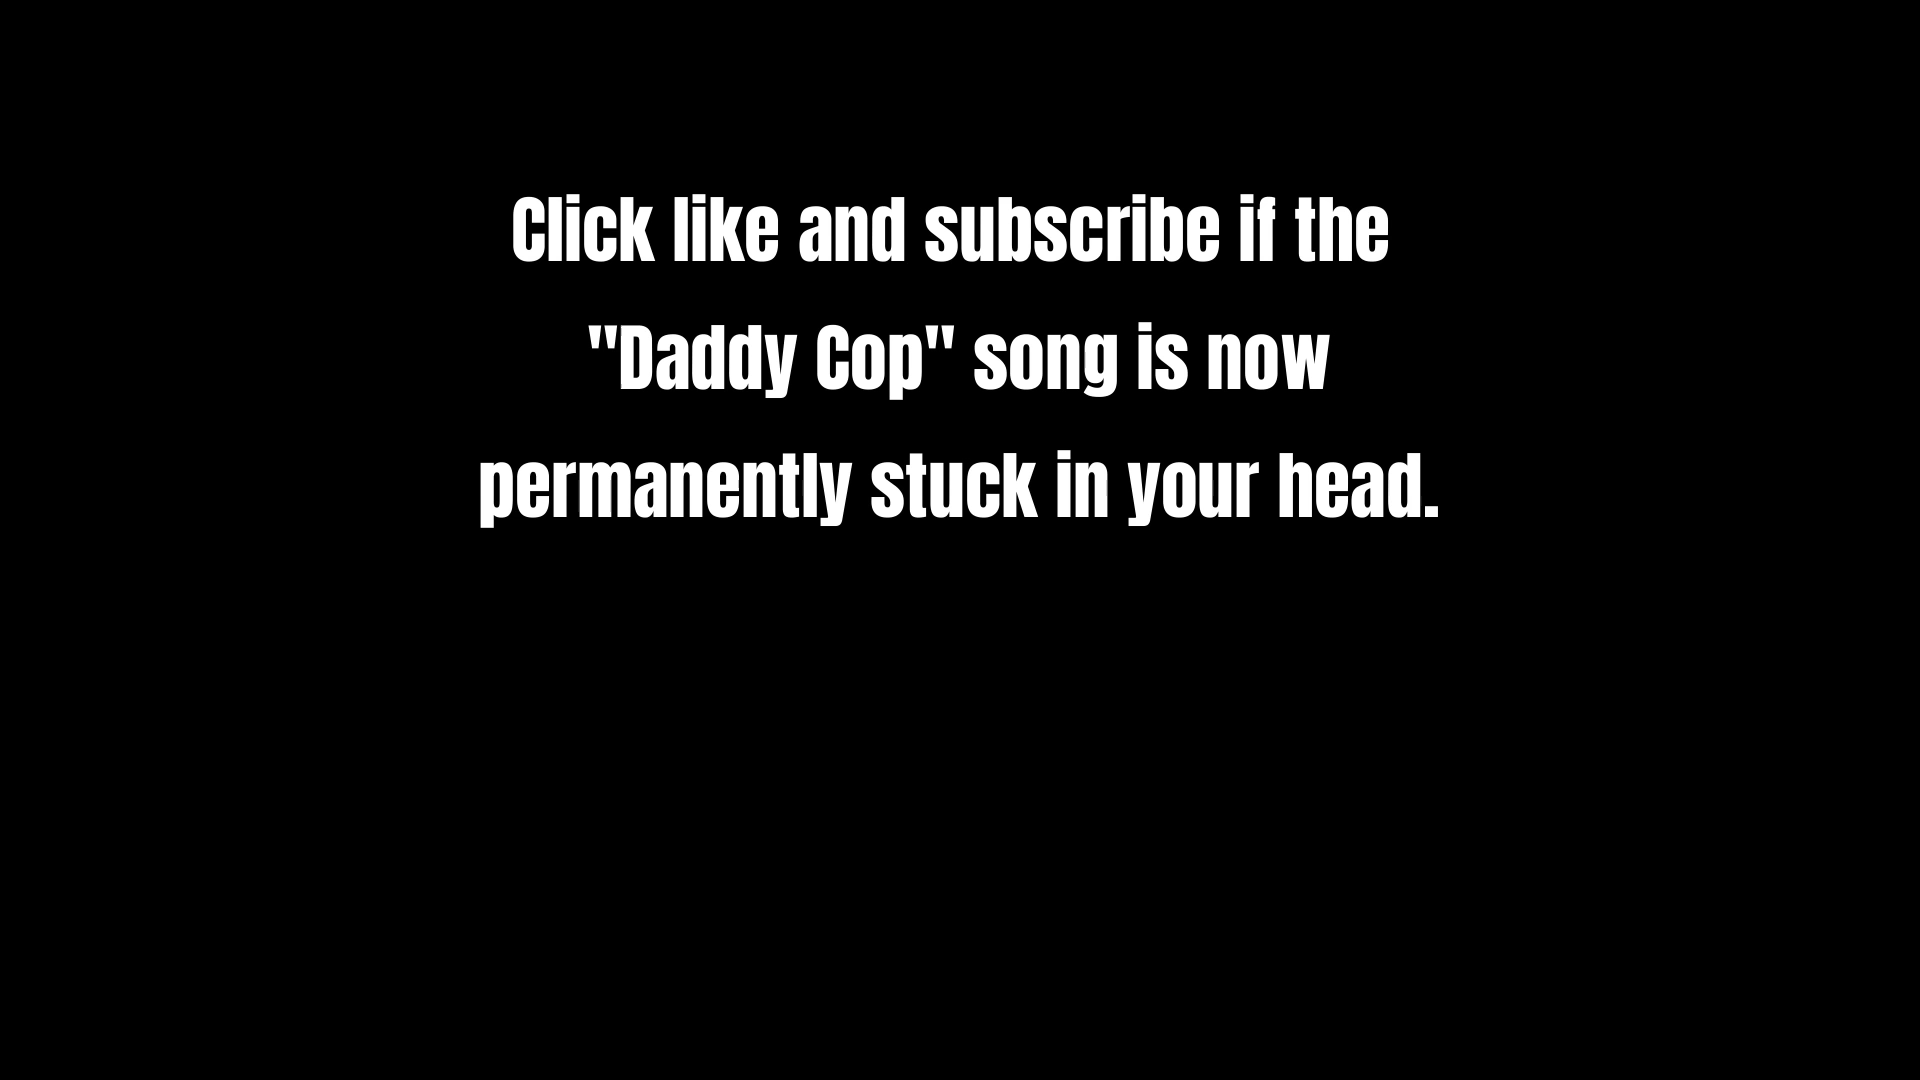 Click like and subscribe if the
"Daddy Cop" song is now
permanently stuck in your head.